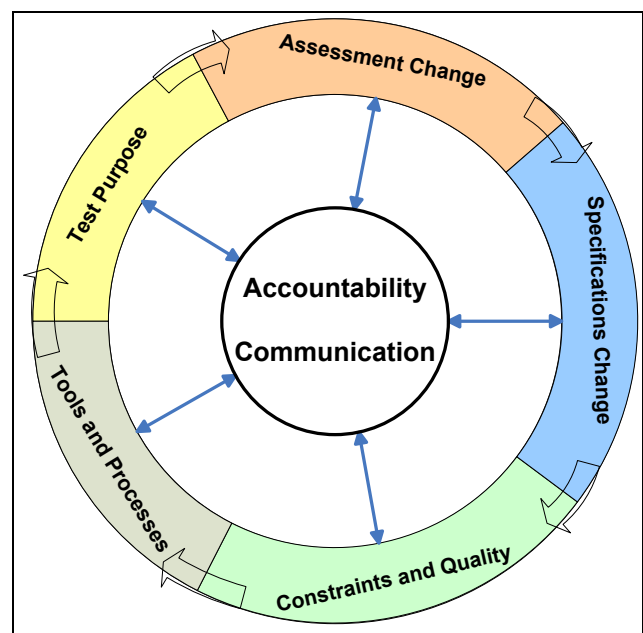 Assessment Change
Specifications Change
Constraints and Quality
Tools and Processes
Test Purpose
Accountability
Communication